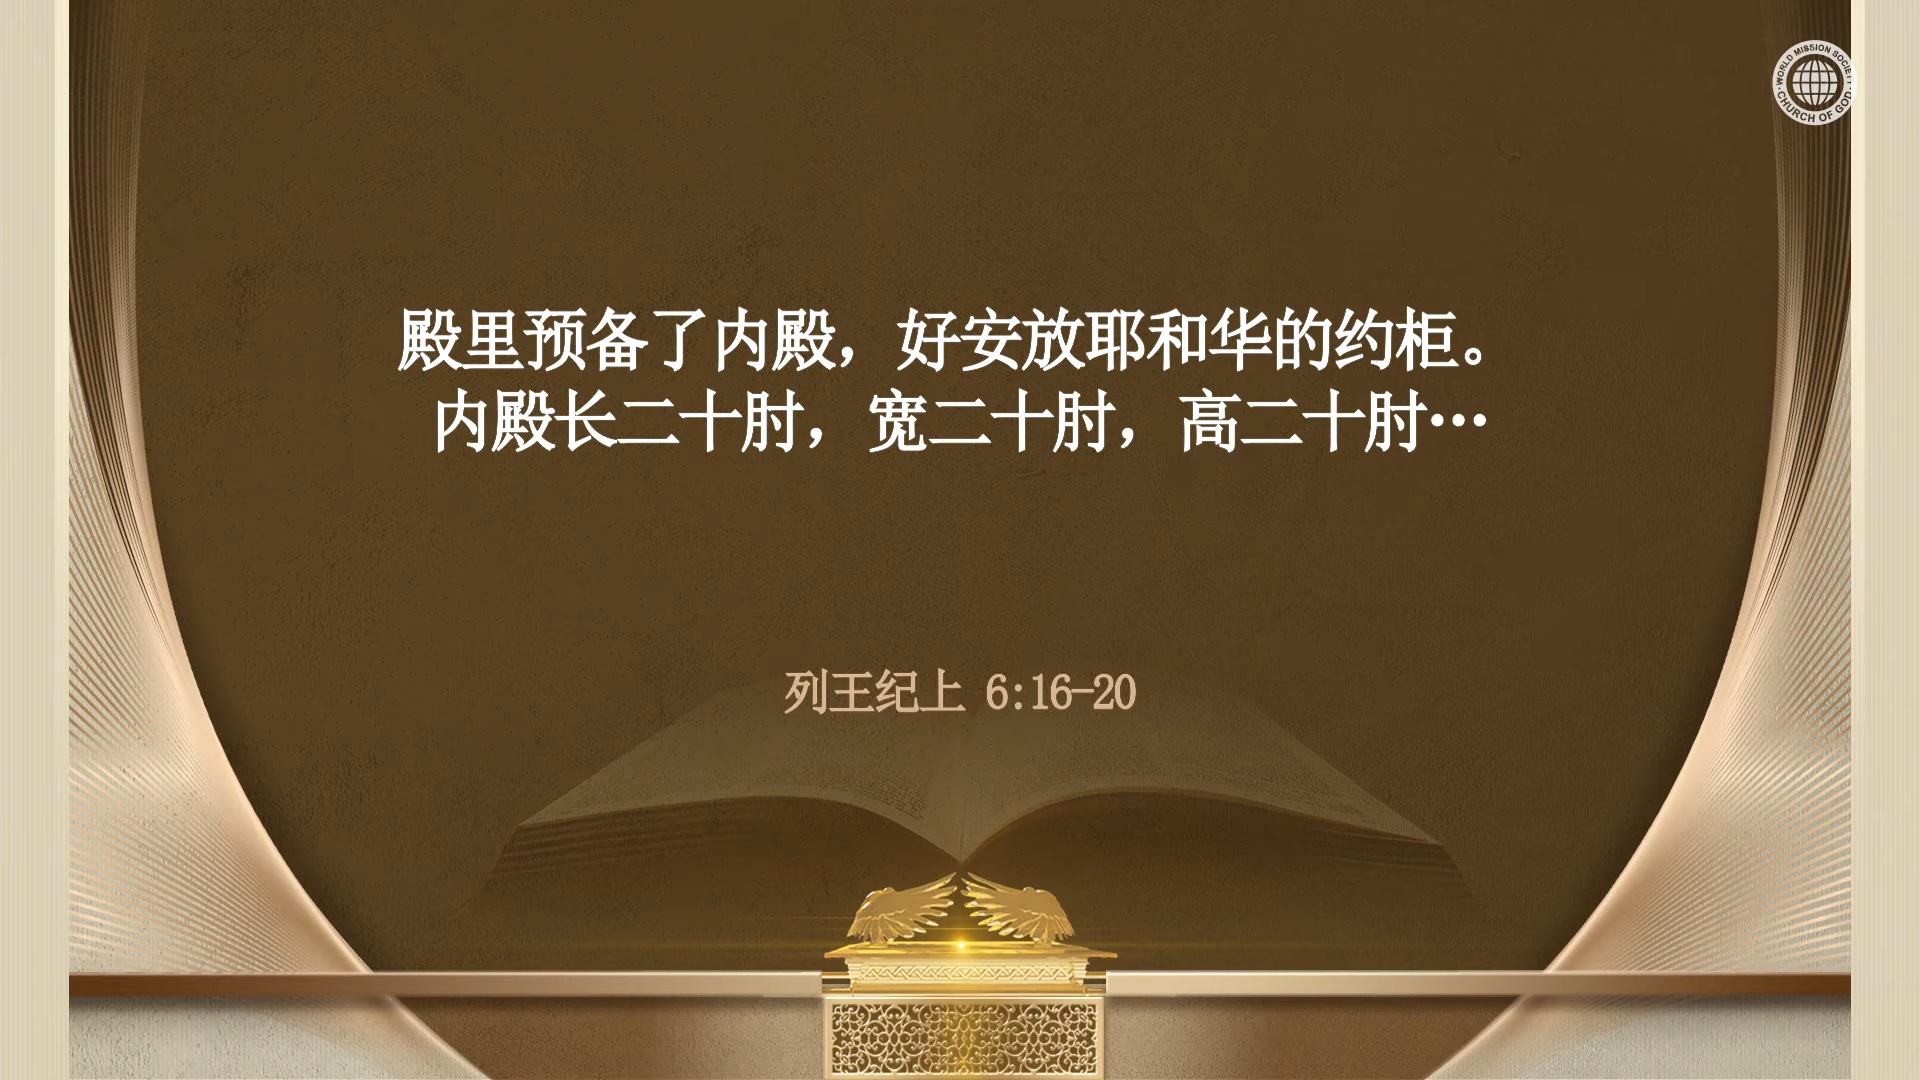 WORLD MISSION SOCIETY
CHURCH OF GOD
殿里预备了内殿，好安放耶和华的约柜。
内殿长二十肘，宽二十肘，高二十肘…
列王纪上 6:16-20